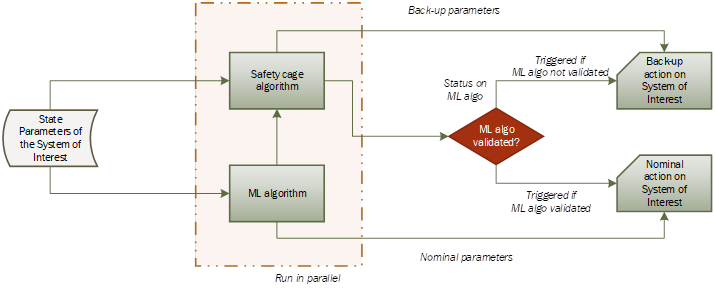 Back-up parameters
Safety cage
algorithm
Triggered if
ML algo not validated
Back-up
action on
System of
Interest
Status on
ML algo
State
Parameters of
the System of
Interest
ML algo
validated?
ML algorithm
Nominal
action on
System of
Interest
Triggered if
ML algo validated
Nominal parameters
Run in parallel